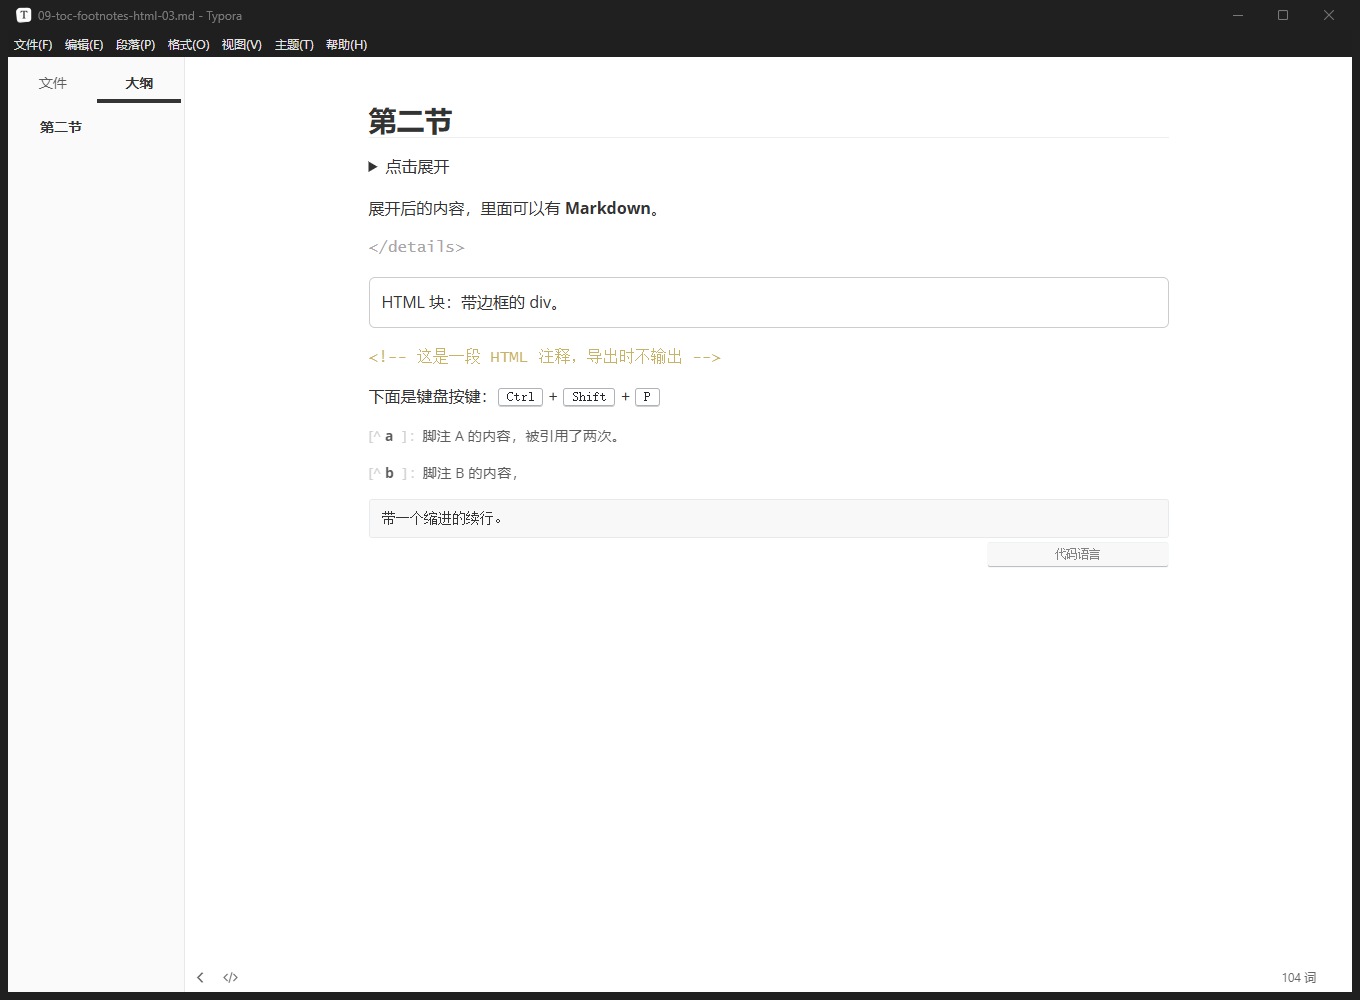 09-toc-footnotes-html-03.md - Typora
文件(F) 编辑(E) 段落(P) 格式(O) 视图(V) 主题(T) 帮助(H)
文件 大纲
第二节
第二节
点击展开
展开后的内容，里面可以有 Markdown。
</details>
HTML 块：带边框的 div。
<!-- 这是一段 HTML 注释，导出时不输出 -->
下面是键盘按键： Ctrl + Shift + P
[^ a ]: 脚注 A 的内容，被引用了两次。
[^ b ]: 脚注 B 的内容，
带一个缩进的续行。
代码语言
104 词